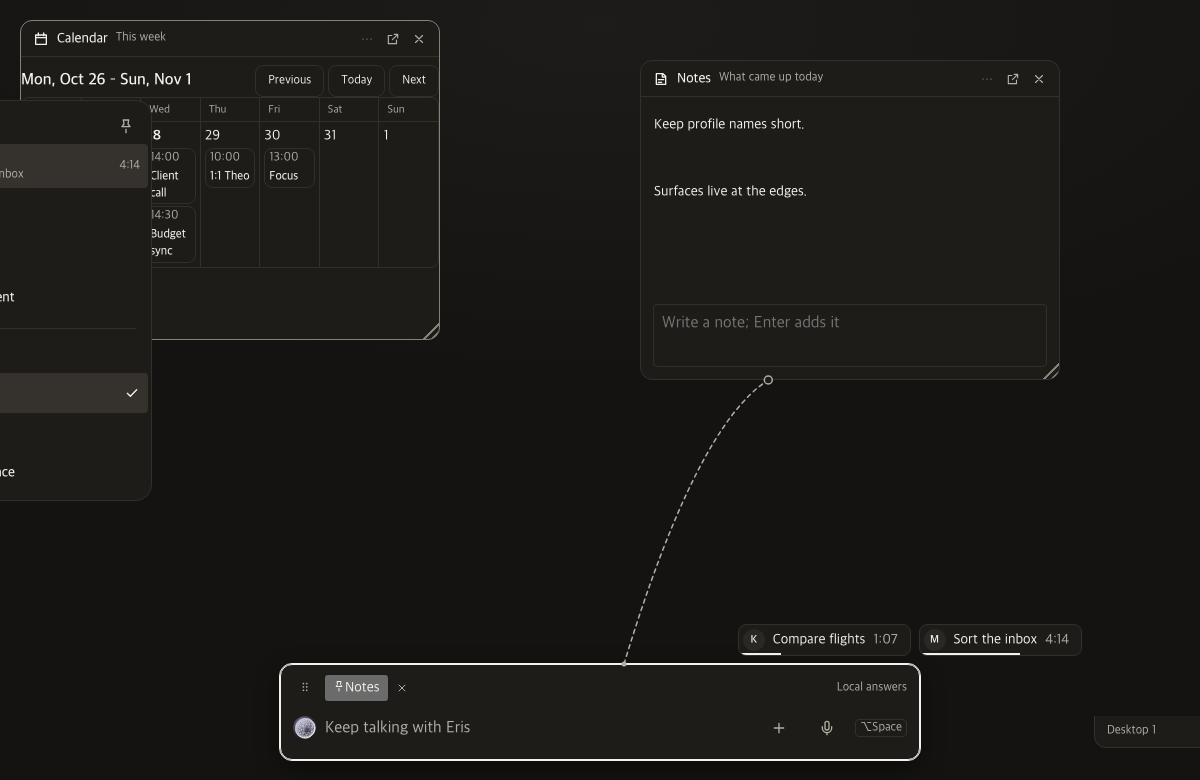 Calendar This week
Mon, Oct 26 - Sun, Nov 1
Previous Today Next
Wed Thu Fri Sat Sun
8 29 30 31 1
14:00 10:00 13:00
Client 1:1 Theo Focus
call
14:30
Budget
sync
4:14
nbox
ent
nce
Notes What came up today
Keep profile names short.
Surfaces live at the edges.
Write a note; Enter adds it
K Compare flights 1:07
M Sort the inbox 4:14
Notes
Local answers
Keep talking with Eris
⌥Space
Desktop 1